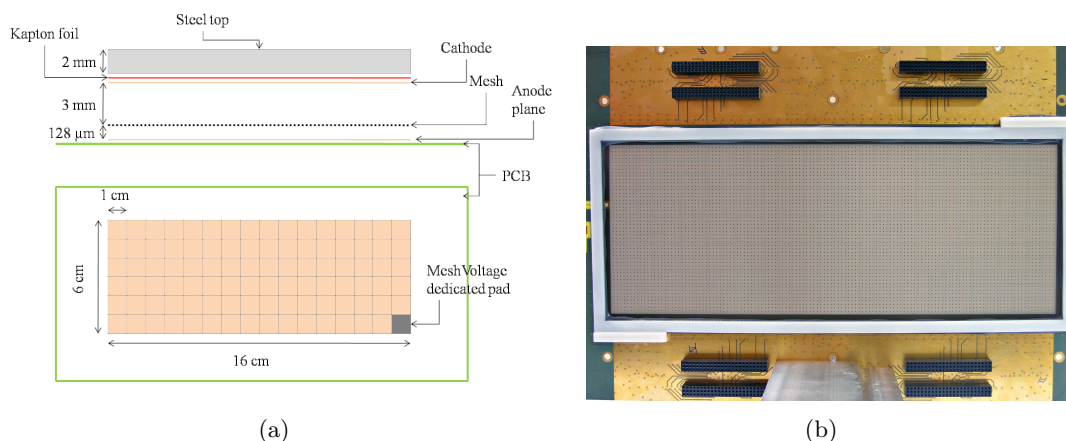 Steel top
Kapton foil
2 mm
Cathode
3 mm
Mesh
Anode
plane
128 µm
PCB
1 cm
6 cm
MeshVoltage
dedicated pad
16 cm
(a)
(b)